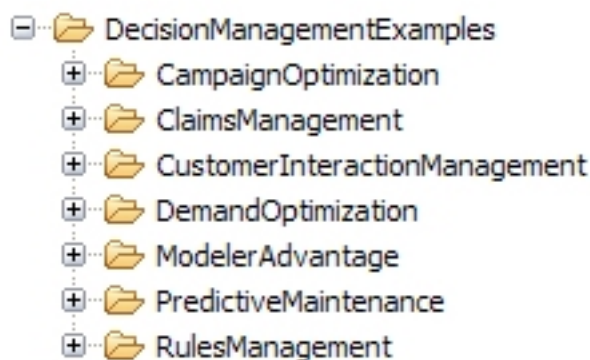 DecisionManagementExamples
CampaignOptimization
ClaimsManagement
CustomerInteractionManagement
DemandOptimization
ModelerAdvantage
PredictiveMaintenance
RulesManagement